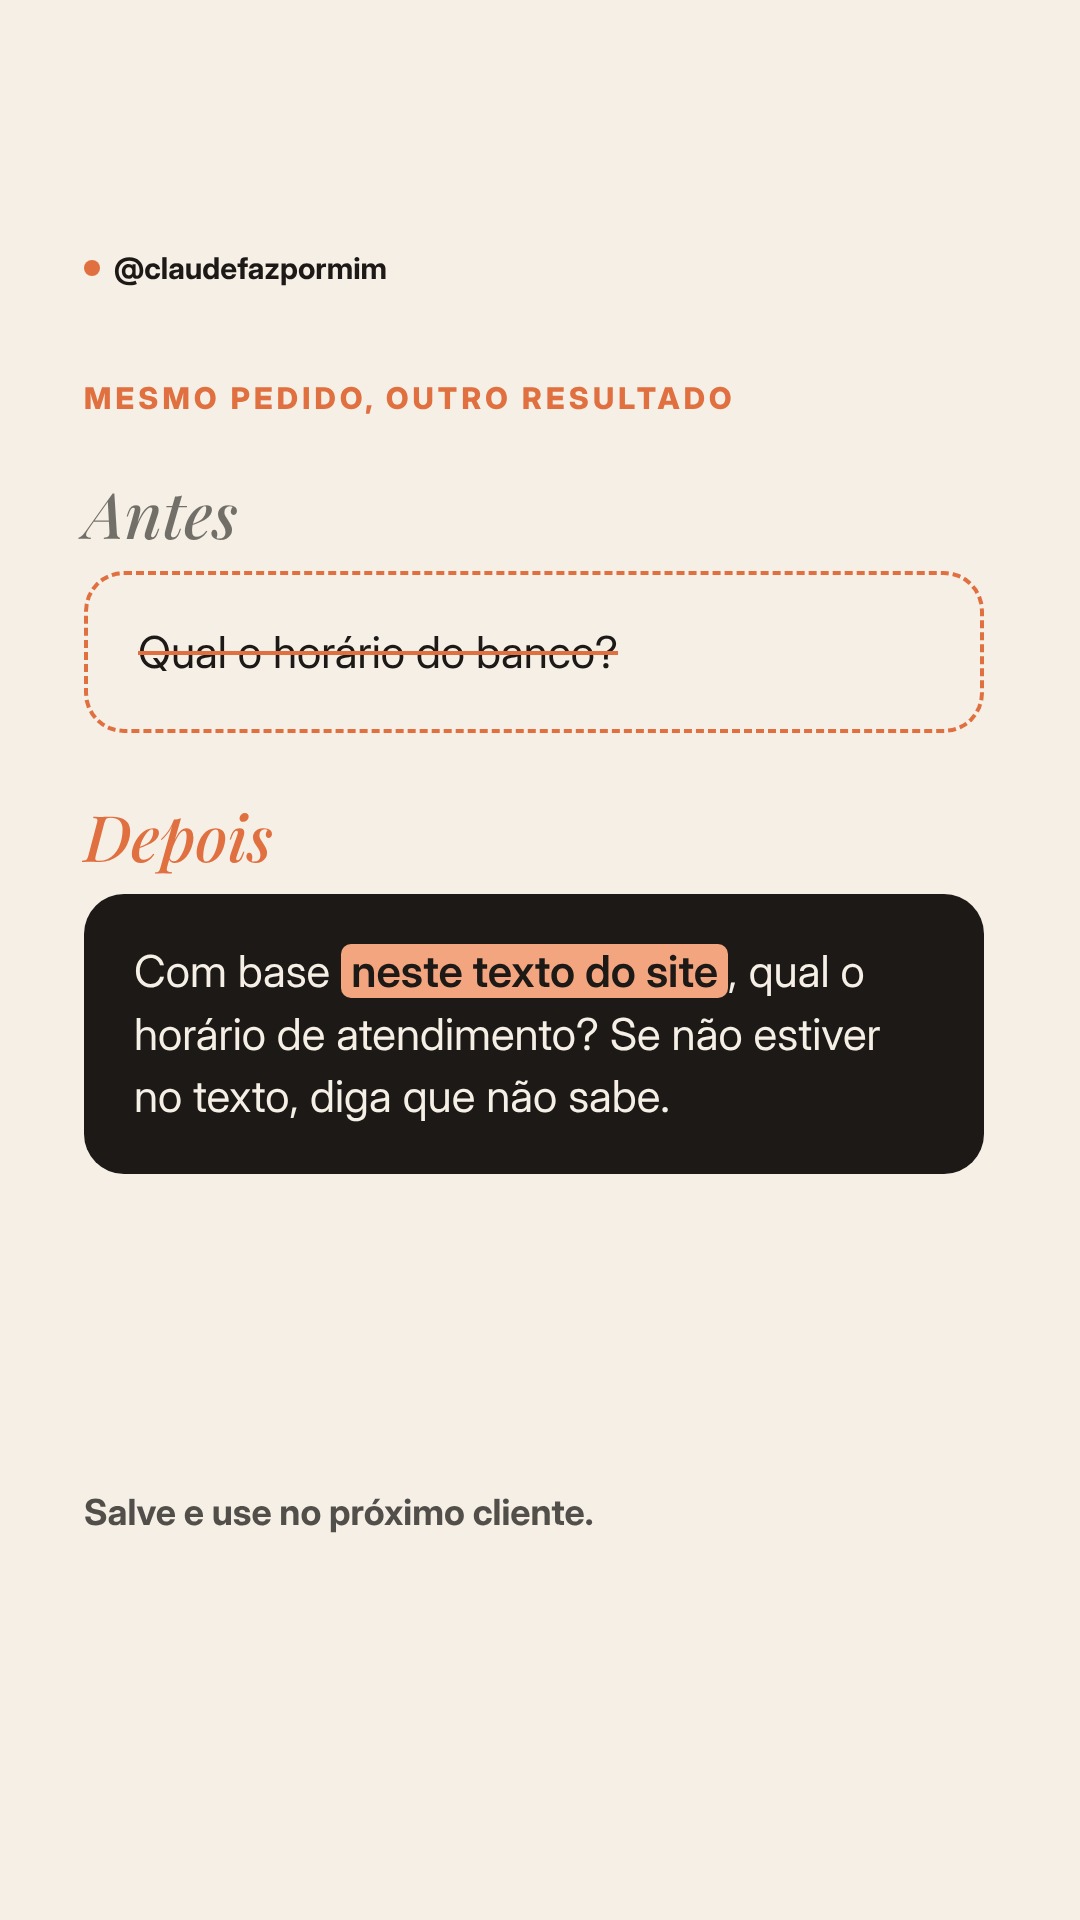 @claudefazpormim
MESMO PEDIDO, OUTRO RESULTADO
Antes
Qual o horário do banco?
Depois
Com base neste texto do site, qual o
horário de atendimento? Se não estiver
no texto, diga que não sabe.
Salve e use no próximo cliente.